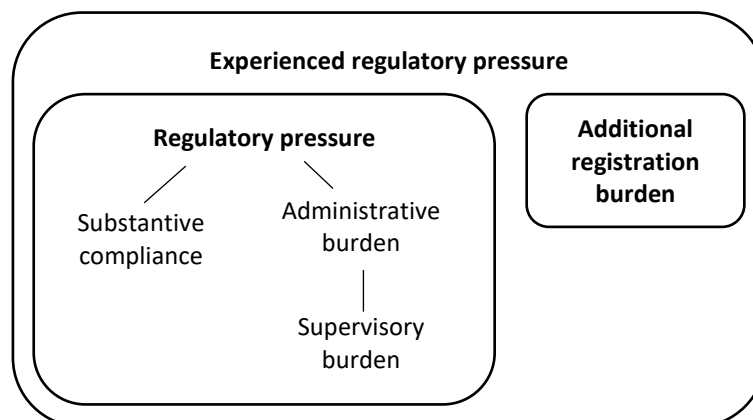 Experienced regulatory pressure
Regulatory pressure
Substantive
compliance
Administrative
burden
Supervisory
burden
Additional
registration
burden